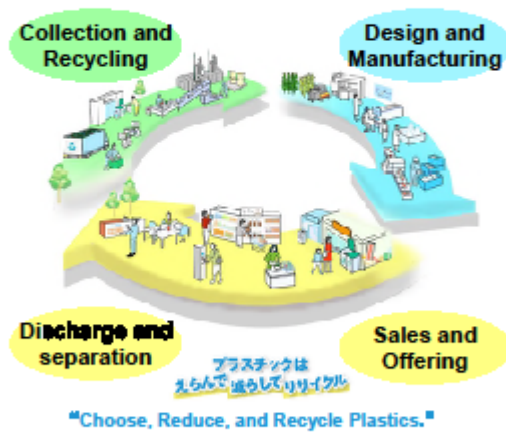 Collection and
Recycling
Design and
Manufacturing
Discharge and
separation
Sales and
Offering
プラスチックは
えらんで減らしてリサイクル
"Choose, Reduce, and Recycle Plastics."